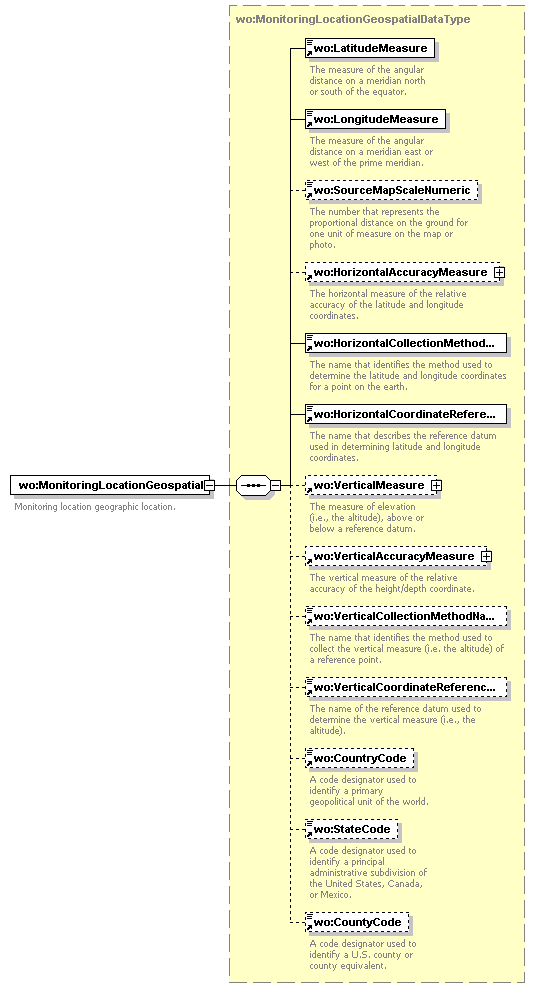 wo:MonitoringLocationGeospatialDataType
wo:LatitudeMeasure
The measure of the angular
distance on a meridian north
or south of the equator.
wo:LongitudeMeasure
The measure of the angular
distance on a meridian east or
west of the prime meridian.
wo:SourceMapScaleNumeric
The number that represents the
proportional distance on the ground for
one unit of measure on the map or
photo.
wo:HorizontalAccuracyMeasure
The horizontal measure of the relative
accuracy of the latitude and longitude
coordinates.
wo:HorizontalCollectionMethod...
The name that identifies the method used to
determine the latitude and longitude coordinates
for a point on the earth.
wo:HorizontalCoordinateRefere...
The name that describes the reference datum
used in determining latitude and longitude
coordinates.
wo:MonitoringLocationGeospatial
Monitoring location geographic location.
wo:VerticalMeasure
The measure of elevation
(i.e., the altitude), above or
below a reference datum.
wo:VerticalAccuracyMeasure
The vertical measure of the relative
accuracy of the height/depth coordinate.
wo:VerticalCollectionMethodNa...
The name that identifies the method used to
collect the vertical measure (i.e. the altitude) of
a reference point.
wo:VerticalCoordinateReferenc...
The name of the reference datum used to
determine the vertical measure (i.e., the
altitude).
wo:CountryCode
A code designator used to
identify a primary
geopolitical unit of the world.
wo:StateCode
A code designator used to
identify a principal
administrative subdivision of
the United States, Canada,
or Mexico.
wo:CountyCode
A code designator used to
identify a U.S. county or
county equivalent.